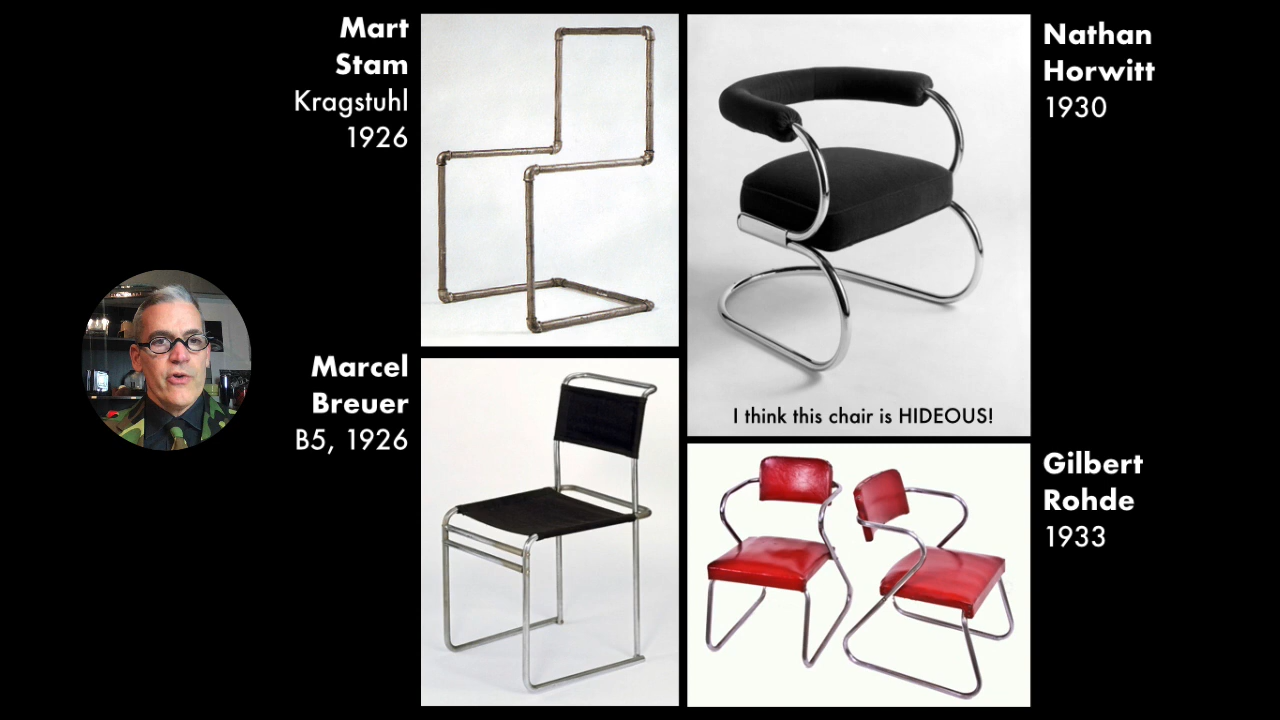 Mart
Stam
Kragstuhl
1926
Nathan
Horwitt
1930
Marcel
Breuer
B5, 1926
I think this chair is HIDEOUS!
Gilbert
Rohde
1933